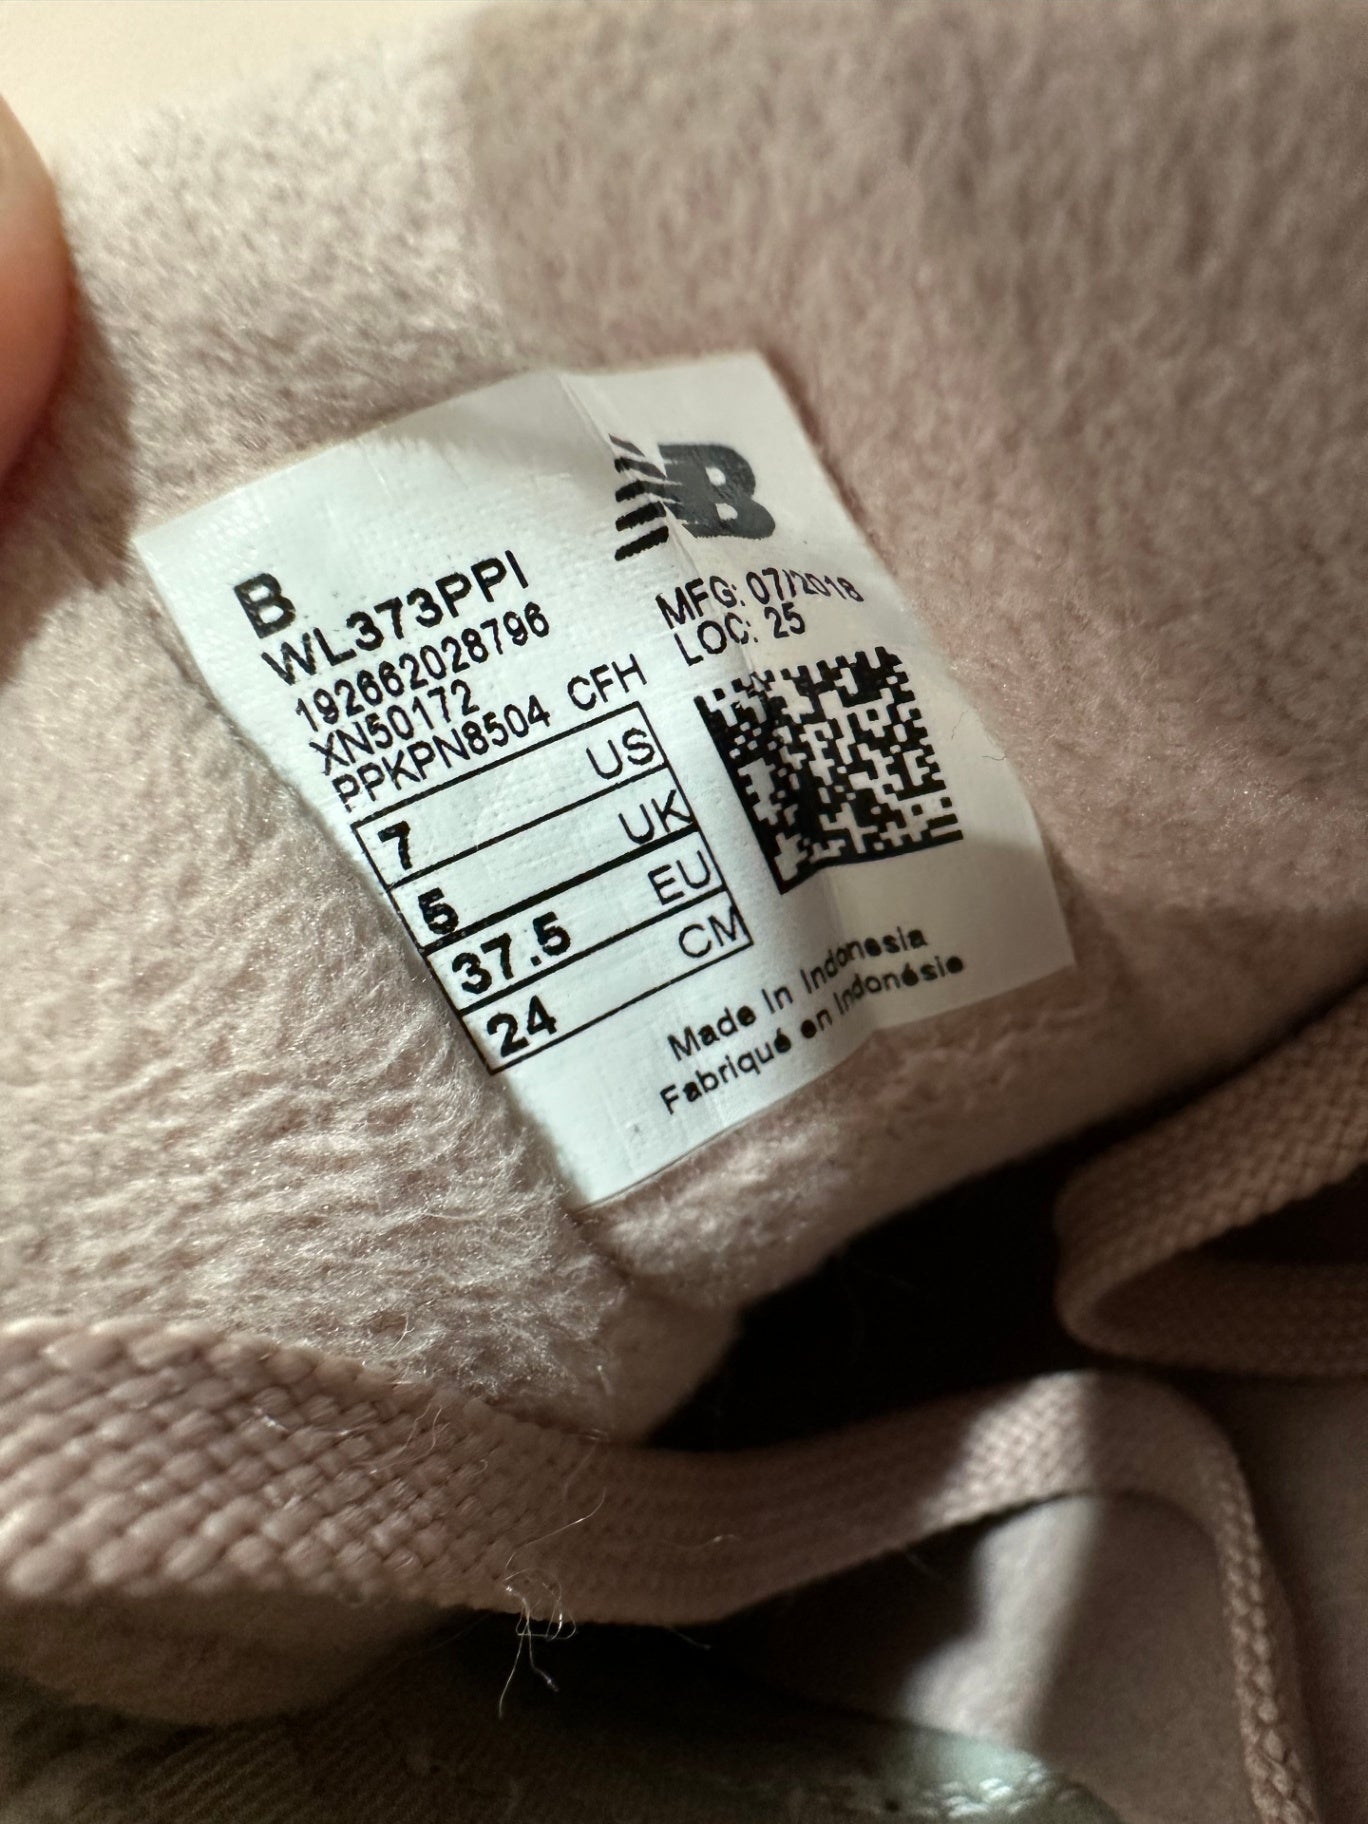 NB
B
WL373PPI
192662028796
XN50172
PPKPN8504 CFH
7 US
5 UK
37.5 EU
24 CM
MFG: 07/2018
LOC: 25
Made In Indonesia
Fabriqué en Indonésie